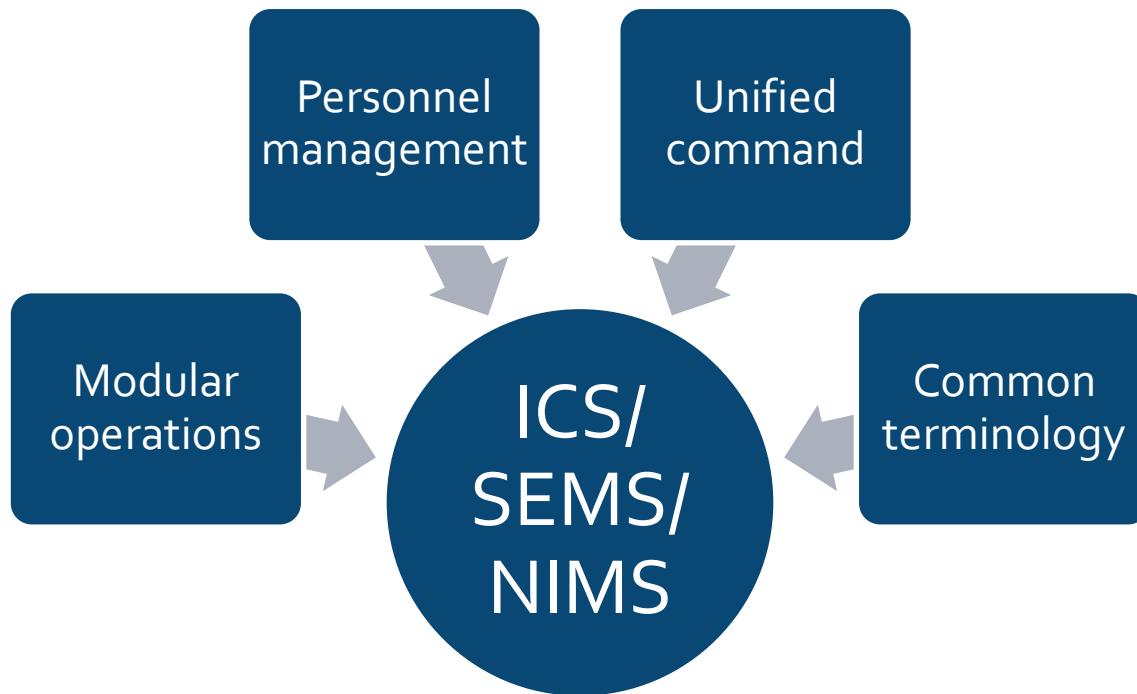 Personnel
management
Unified
command
Modular
operations
Common
terminology
ICS/
SEMS/
NIMS